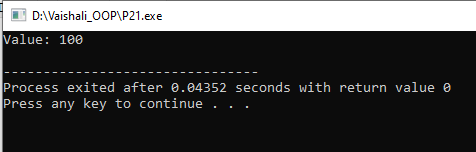 D:\Vaishali_OOP\P21.exe
Value: 100
--------------------------------
Process exited after 0.04352 seconds with return value 0
Press any key to continue . . .